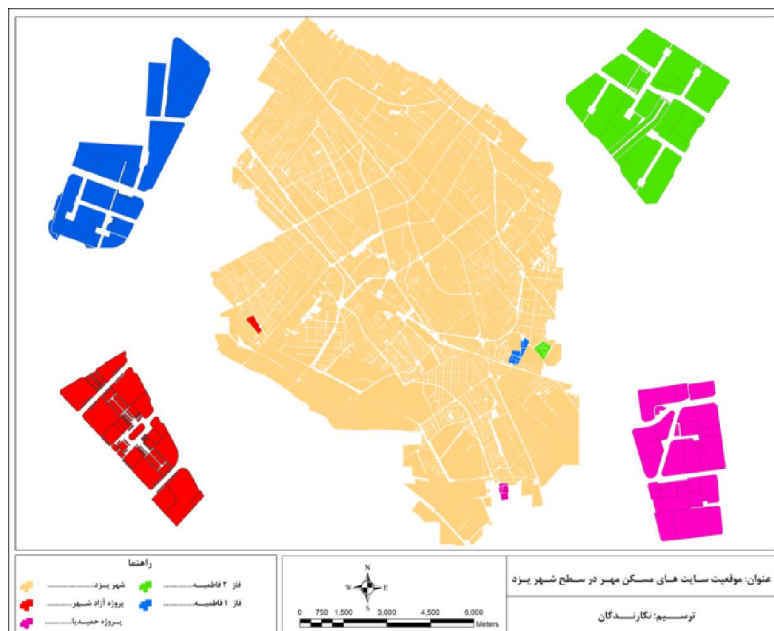 راهنما
فاز ۲ فاطمیه..................
شهر یزد..........................
فاز ۱ فاطمیه..................
پروژه آزاد شهر..................
پروژه حمیدیا..................
N
W E
S
0 750 1,500 3,000 4,500 6,000
Meters
عنوان: موقعیت سایت های مسکن مهر در سطح شهر یزد
ترسیم: نگارندگان